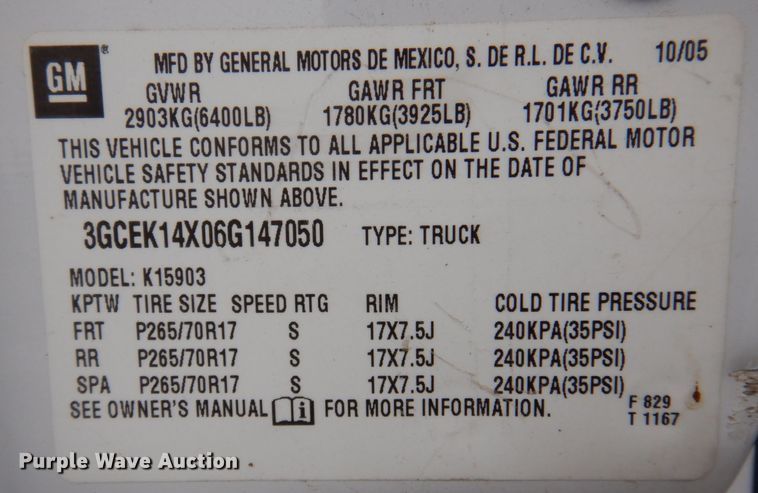 GM®
MFD BY GENERAL MOTORS DE MEXICO, S. DE R.L. DE C.V. 10/05
GVWR GAWR FRT GAWR RR
2903KG(6400LB) 1780KG(3925LB) 1701KG(3750LB)
THIS VEHICLE CONFORMS TO ALL APPLICABLE U.S. FEDERAL MOTOR
VEHICLE SAFETY STANDARDS IN EFFECT ON THE DATE OF
MANUFACTURE SHOWN ABOVE.
3GCEK14X06G147050 TYPE: TRUCK
MODEL: K15903
KPTW TIRE SIZE SPEED RTG RIM COLD TIRE PRESSURE
FRT P265/70R17 S 17X7.5J 240KPA(35PSI)
RR P265/70R17 S 17X7.5J 240KPA(35PSI)
SPA P265/70R17 S 17X7.5J 240KPA(35PSI)
SEE OWNER'S MANUAL i FOR MORE INFORMATION.
F 829
T 1167
Purple Wave Auction